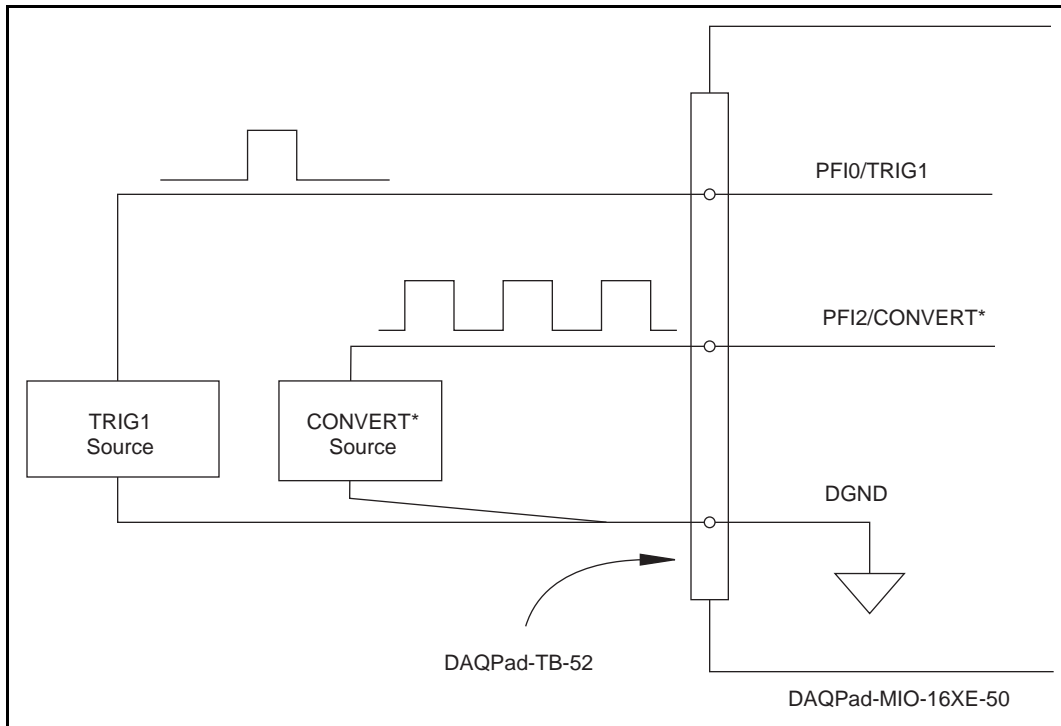 PFI0/TRIG1
PFI2/CONVERT*
TRIG1
Source
CONVERT*
Source
DGND
DAQPad-TB-52
DAQPad-MIO-16XE-50